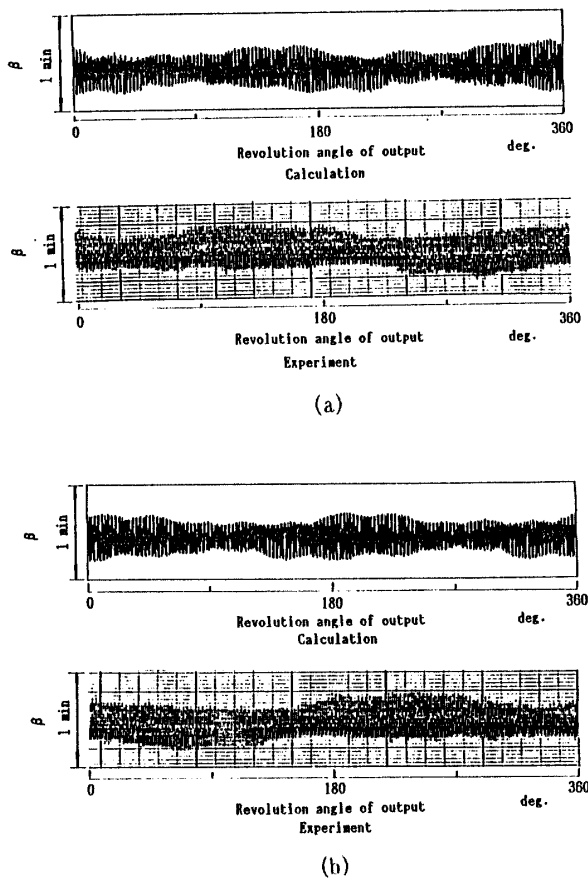 β
1 min
0 180 360
Revolution angle of output deg.
Calculation
β
1 min
0 180 360
Revolution angle of output deg.
Experiment
(a)
β
1 min
0 180 360
Revolution angle of output deg.
Calculation
β
1 min
0 180 360
Revolution angle of output deg.
Experiment
(b)